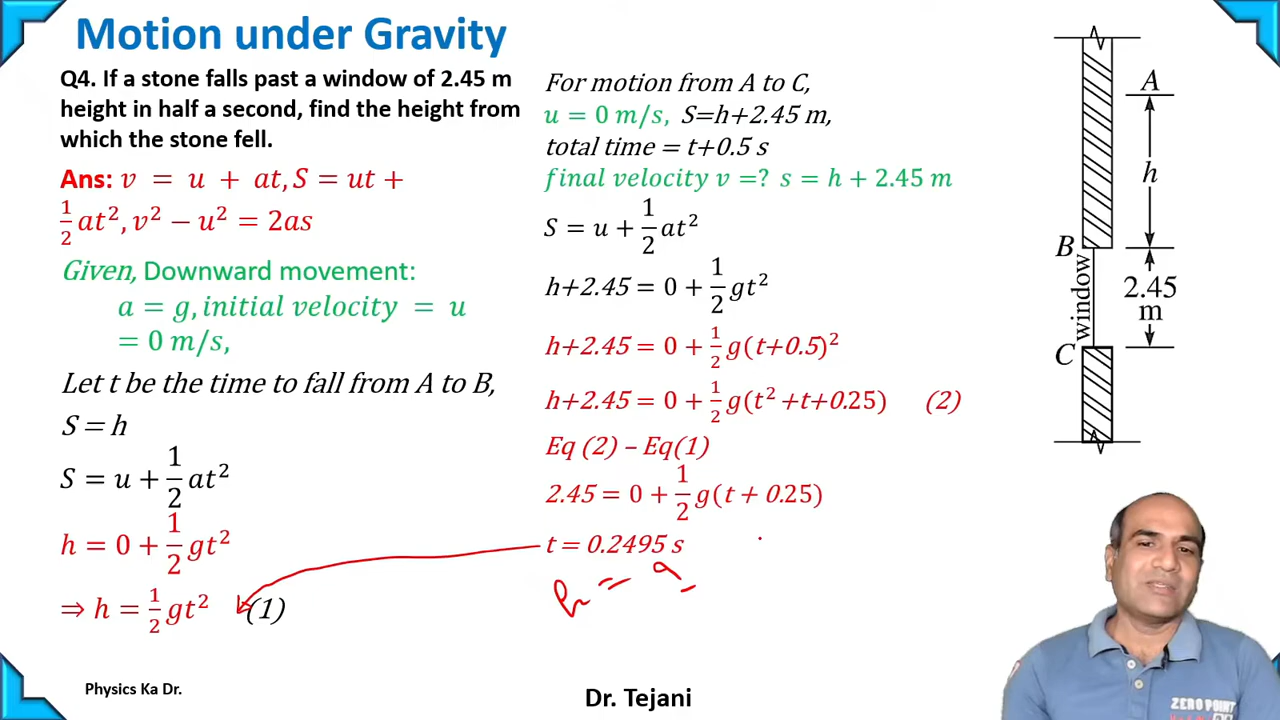 Motion under Gravity
Q4. If a stone falls past a window of 2.45 m
height in half a second, find the height from
which the stone fell.
Ans: v = u + at, S = ut +
1/2 at², v² − u² = 2as
Given, Downward movement:
a = g, initial velocity = u
= 0 m/s,
Let t be the time to fall from A to B,
S = h
S = u + 1/2 at²
h = 0 + 1/2 gt²
⇒ h = 1/2 gt² (1)
For motion from A to C,
u = 0 m/s, S=h+2.45 m,
total time = t+0.5 s
final velocity v =? s = h + 2.45 m
S = u + 1/2 at²
h+2.45 = 0 + 1/2 gt²
h+2.45 = 0 + 1/2 g(t+0.5)²
h+2.45 = 0 + 1/2 g(t² +t+0.25) (2)
Eq (2) – Eq(1)
2.45 = 0 + 1/2 g(t + 0.25)
t = 0.2495 s
h =
A
h
B
window
2.45
m
C
Physics Ka Dr.
Dr. Tejani
ZERO POINT